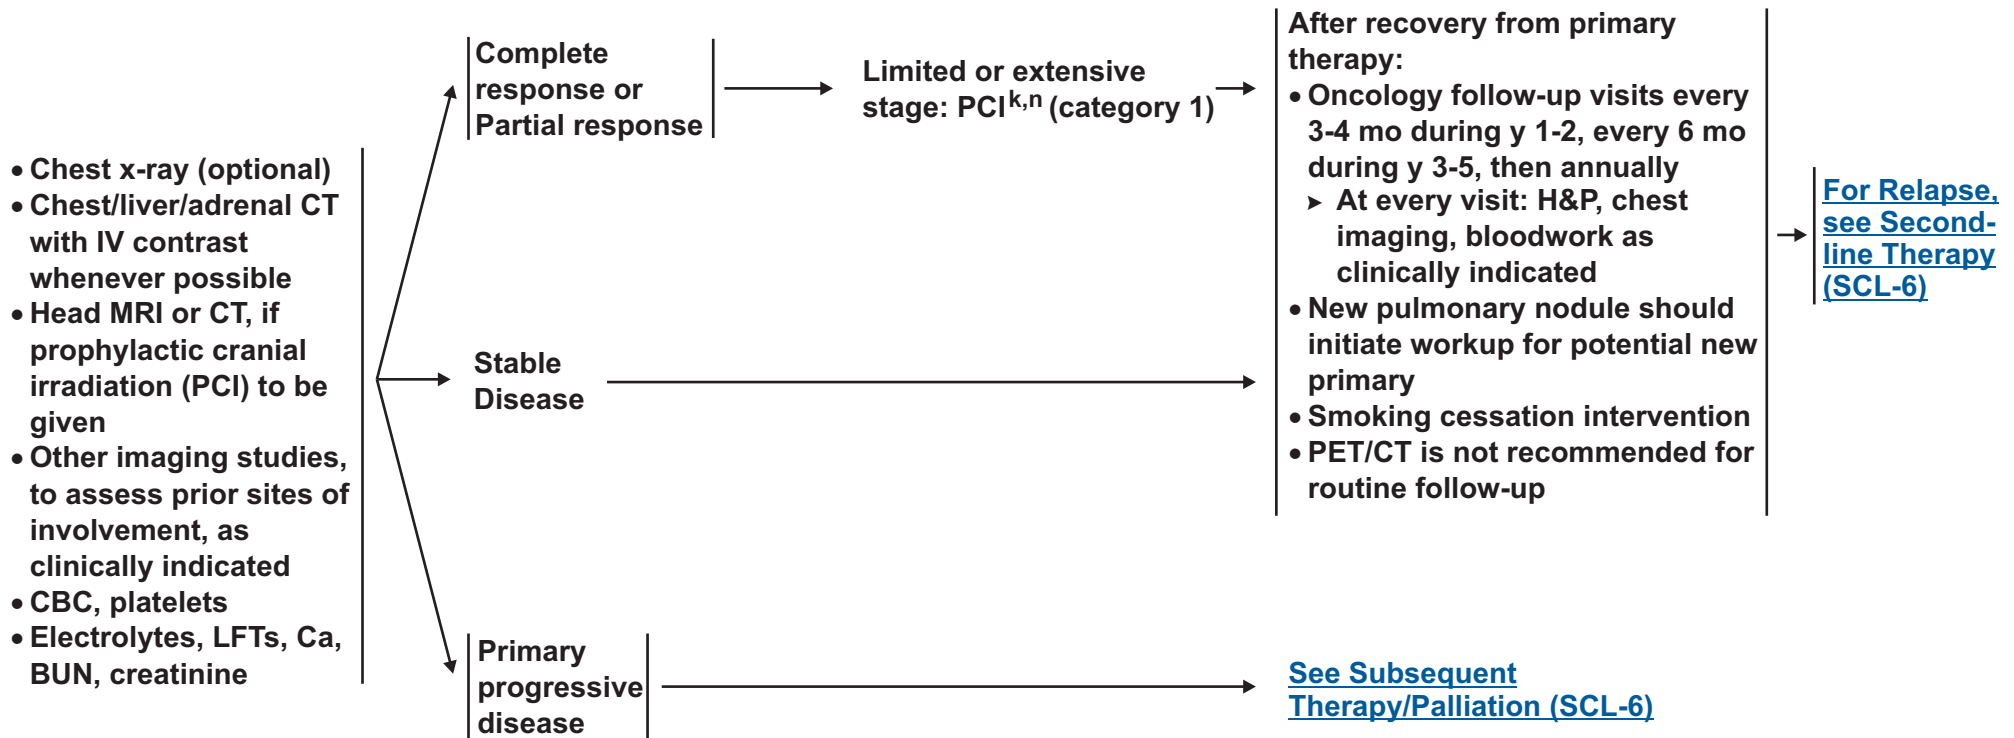 • Chest x-ray (optional)
• Chest/liver/adrenal CT
with IV contrast
whenever possible
• Head MRI or CT, if
prophylactic cranial
irradiation (PCI) to be
given
• Other imaging studies,
to assess prior sites of
involvement, as
clinically indicated
• CBC, platelets
• Electrolytes, LFTs, Ca,
BUN, creatinine
Complete
response or
Partial response
Limited or extensive
stage: PCI k,n (category 1)
Stable
Disease
Primary
progressive
disease
After recovery from primary
therapy:
• Oncology follow-up visits every
3-4 mo during y 1-2, every 6 mo
during y 3-5, then annually
➤ At every visit: H&P, chest
imaging, bloodwork as
clinically indicated
• New pulmonary nodule should
initiate workup for potential new
primary
• Smoking cessation intervention
• PET/CT is not recommended for
routine follow-up
See Subsequent
Therapy/Palliation (SCL-6)
For Relapse,
see Second-
line Therapy
(SCL-6)